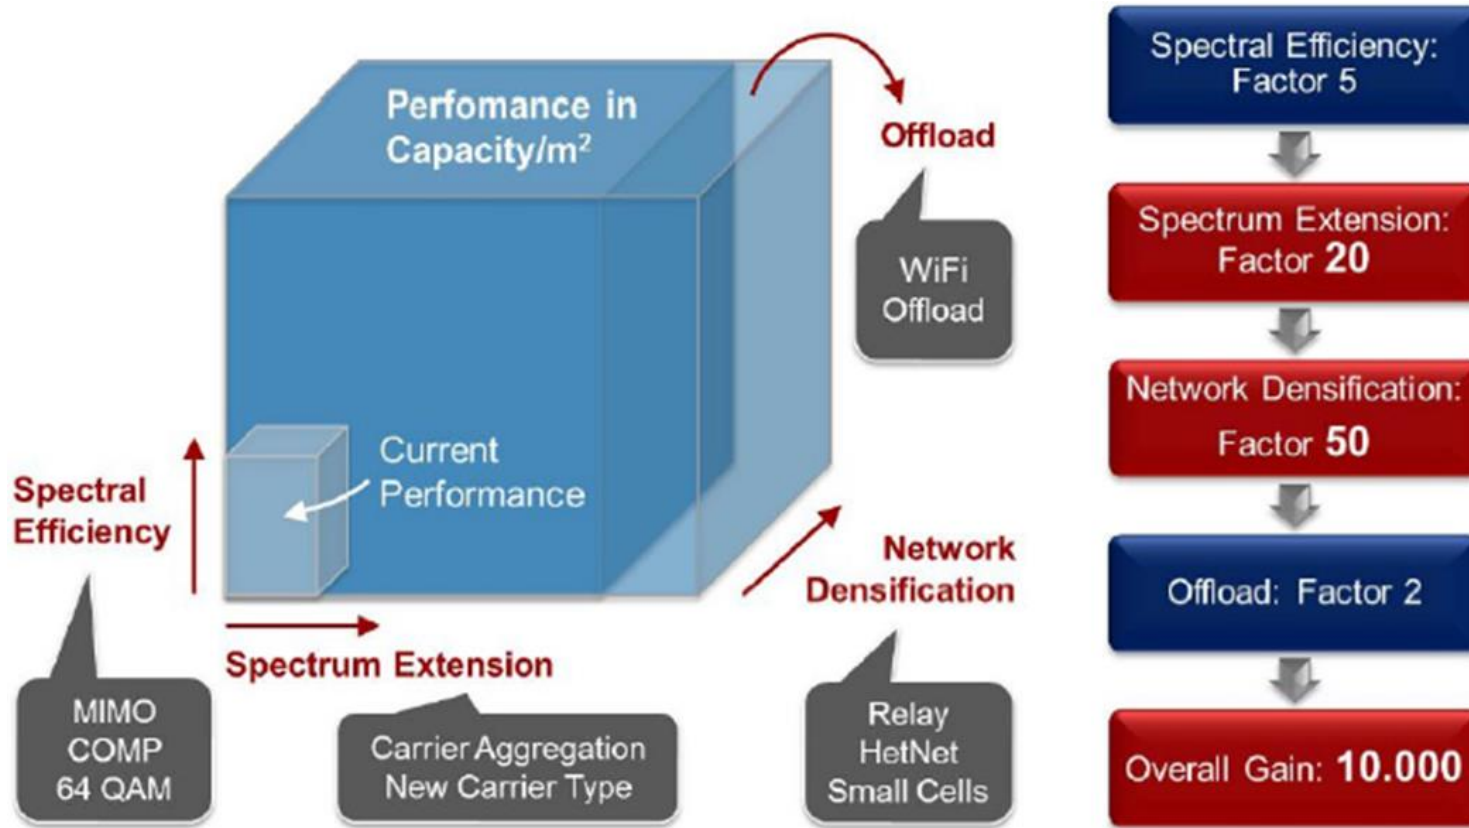 Perfomance in
Capacity/m²
Offload
WiFi
Offload
Current
Performance
Spectral
Efficiency
Network
Densification
Spectrum Extension
MIMO
COMP
64 QAM
Carrier Aggregation
New Carrier Type
Relay
HetNet
Small Cells
Spectral Efficiency:
Factor 5
Spectrum Extension:
Factor 20
Network Densification:
Factor 50
Offload: Factor 2
Overall Gain: 10.000